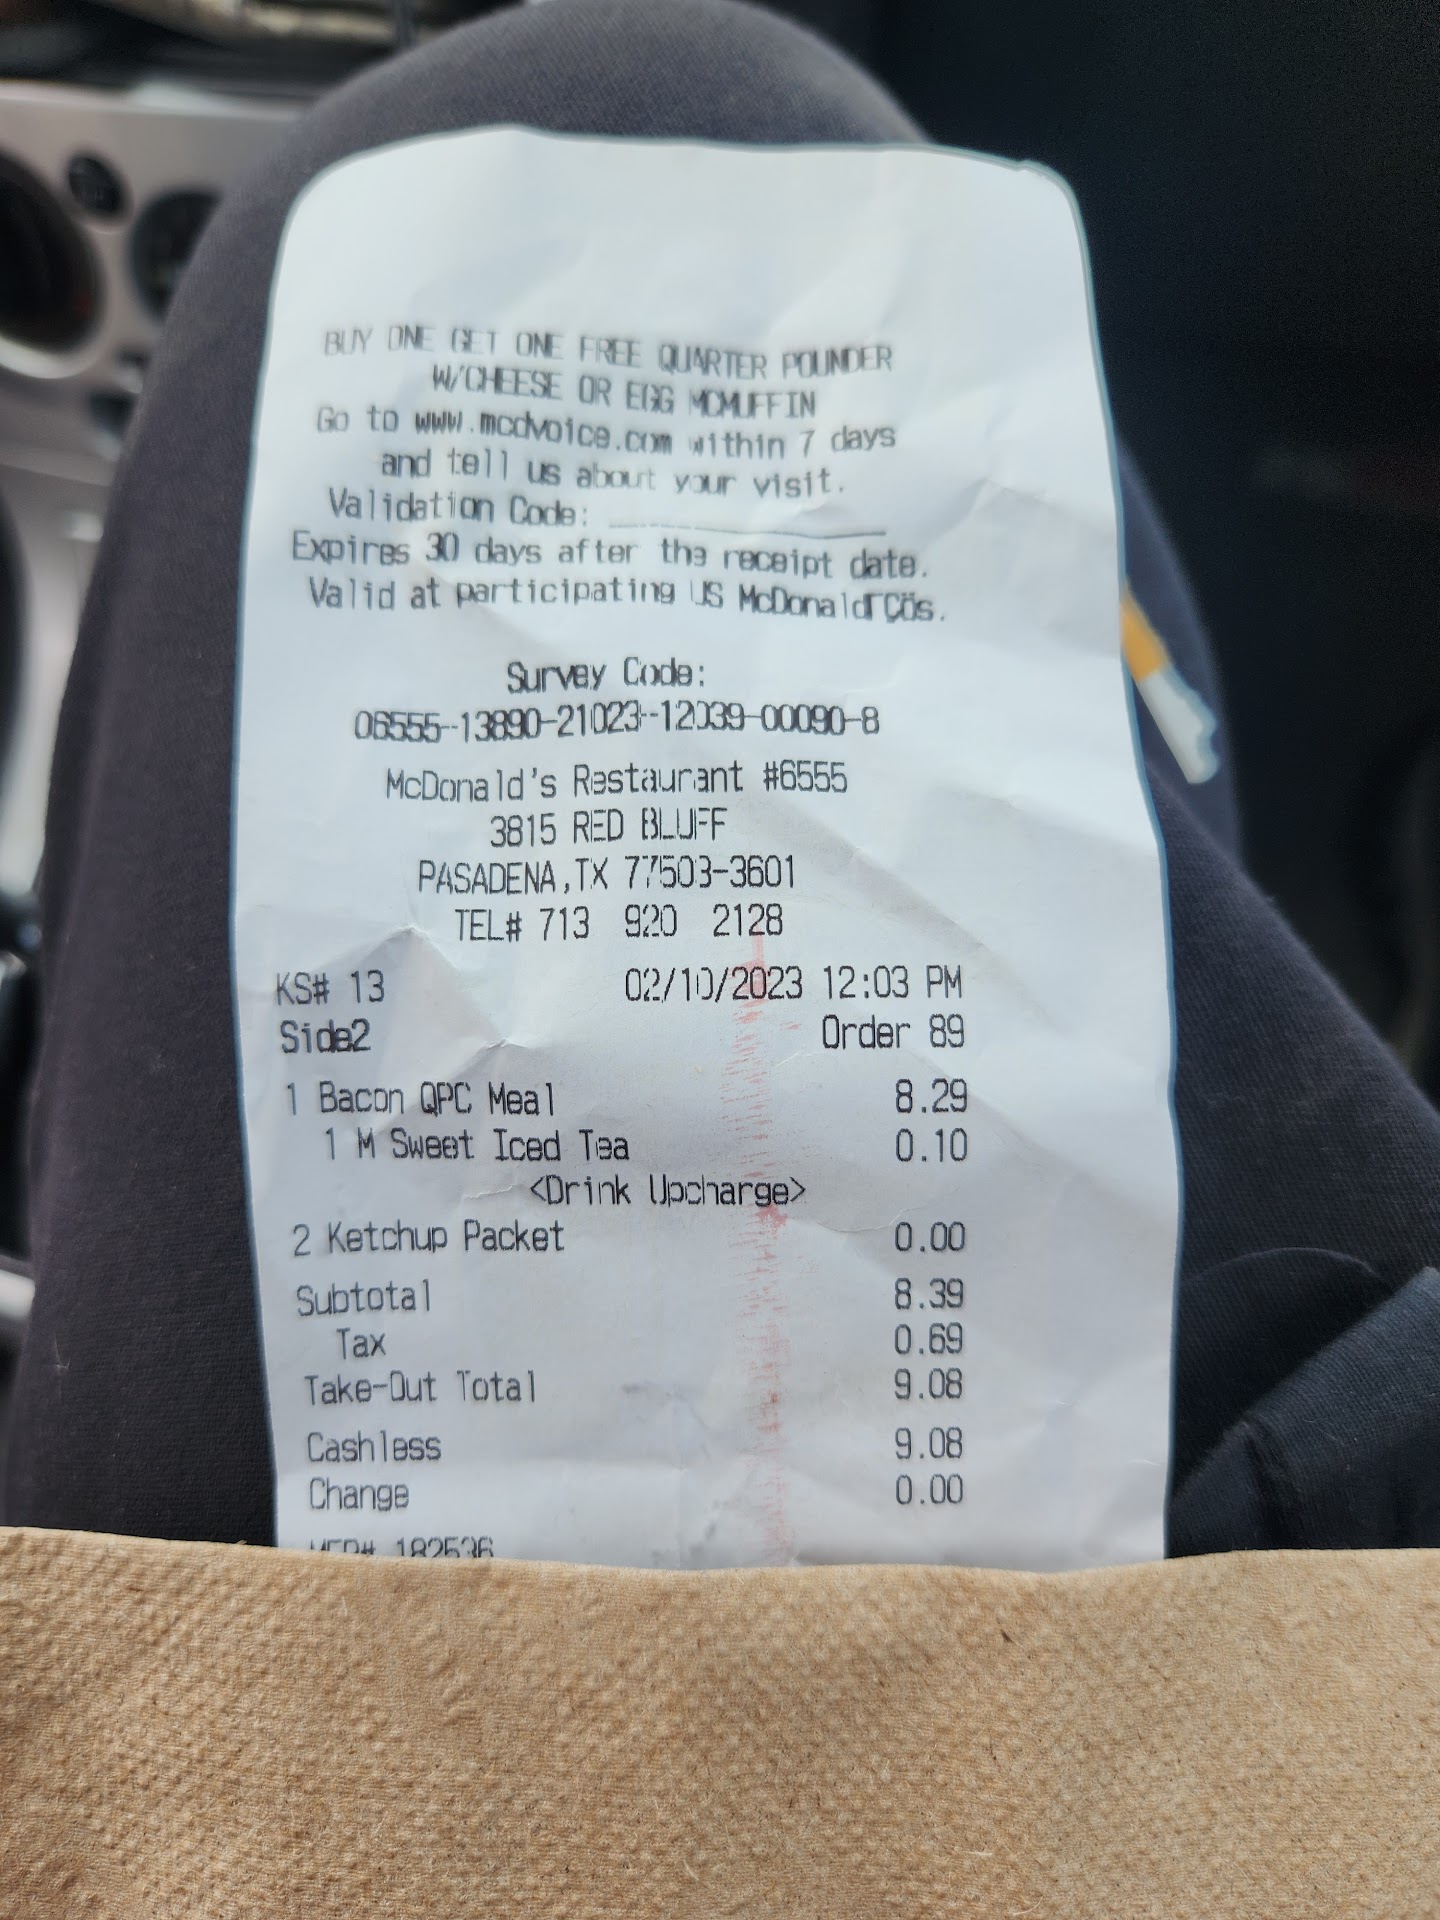 BUY ONE GET ONE FREE QUARTER POUNDER
W/CHEESE OR EGG MCMUFFIN
Go to www.mcdvoice.com within 7 days
and tell us about your visit.
Validation Code: ____________
Expires 30 days after the receipt date.
Valid at participating US McDonaldΓÇös.
Survey Code:
06555-13890-21023-12039-00090-8
McDonald's Restaurant #6555
3815 RED BLUFF
PASADENA,TX 77503-3601
TEL# 713 920 2128
KS# 13 02/10/2023 12:03 PM
Side2 Order 89
1 Bacon QPC Meal 8.29
1 M Sweet Iced Tea 0.10
<Drink Upcharge>
2 Ketchup Packet 0.00
Subtotal 8.39
Tax 0.69
Take-Out Total 9.08
Cashless 9.08
Change 0.00
MER# 182536